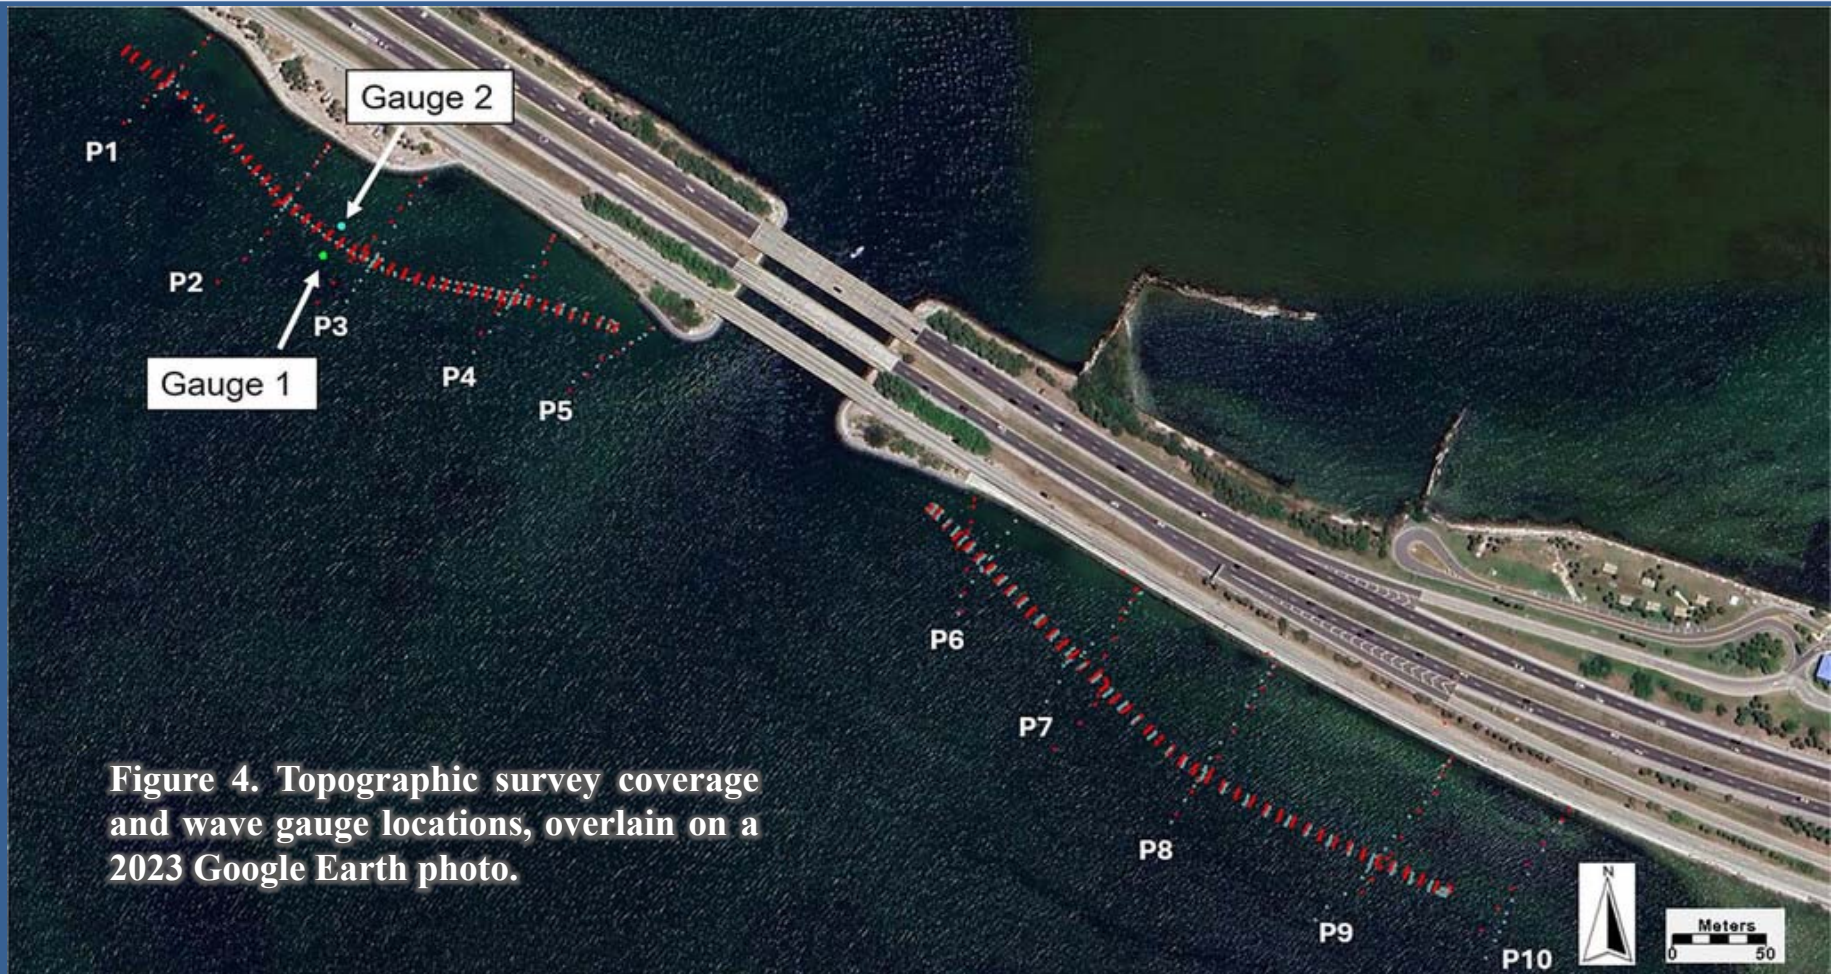 Gauge 2
P1
P2
P3
Gauge 1
P4
P5
P6
P7
P8
P9
P10
Figure 4. Topographic survey coverage
and wave gauge locations, overlain on a
2023 Google Earth photo.
N
Meters
0 50